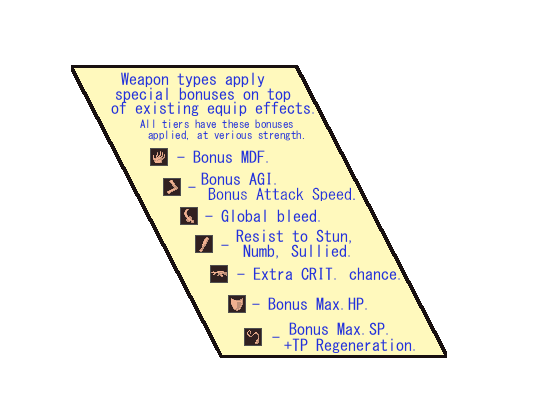 Weapon types apply
special bonuses on top
of existing equip effects.
All tiers have these bonuses
applied, at verious strength.
– Bonus MDF.
– Bonus AGI.
Bonus Attack Speed.
– Global bleed.
– Resist to Stun,
Numb, Sullied.
– Extra CRIT. chance.
– Bonus Max.HP.
– Bonus Max.SP.
+TP Regeneration.